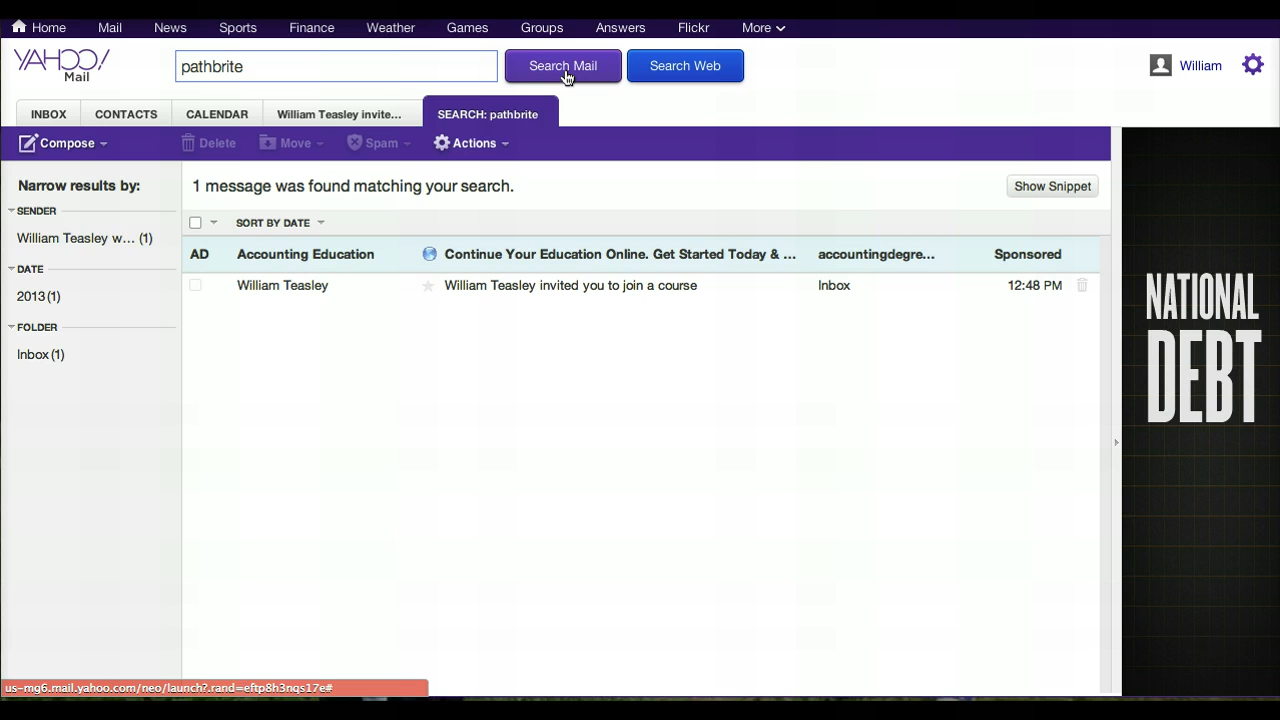 Home Mail News Sports Finance Weather Games Groups Answers Flickr More
YAHOO! Mail
pathbrite
Search Mail
Search Web
William
INBOX CONTACTS CALENDAR William Teasley invite... SEARCH: pathbrite
Compose Delete Move Spam Actions
Narrow results by:
SENDER
William Teasley w... (1)
DATE
2013 (1)
FOLDER
Inbox (1)
1 message was found matching your search.
Show Snippet
SORT BY DATE
AD Accounting Education Continue Your Education Online. Get Started Today & ... accountingdegre... Sponsored
William Teasley William Teasley invited you to join a course Inbox 12:48 PM
NATIONAL
DEBT
us-mg6.mail.yahoo.com/neo/launch?.rand=eftp8h3nqs17e#